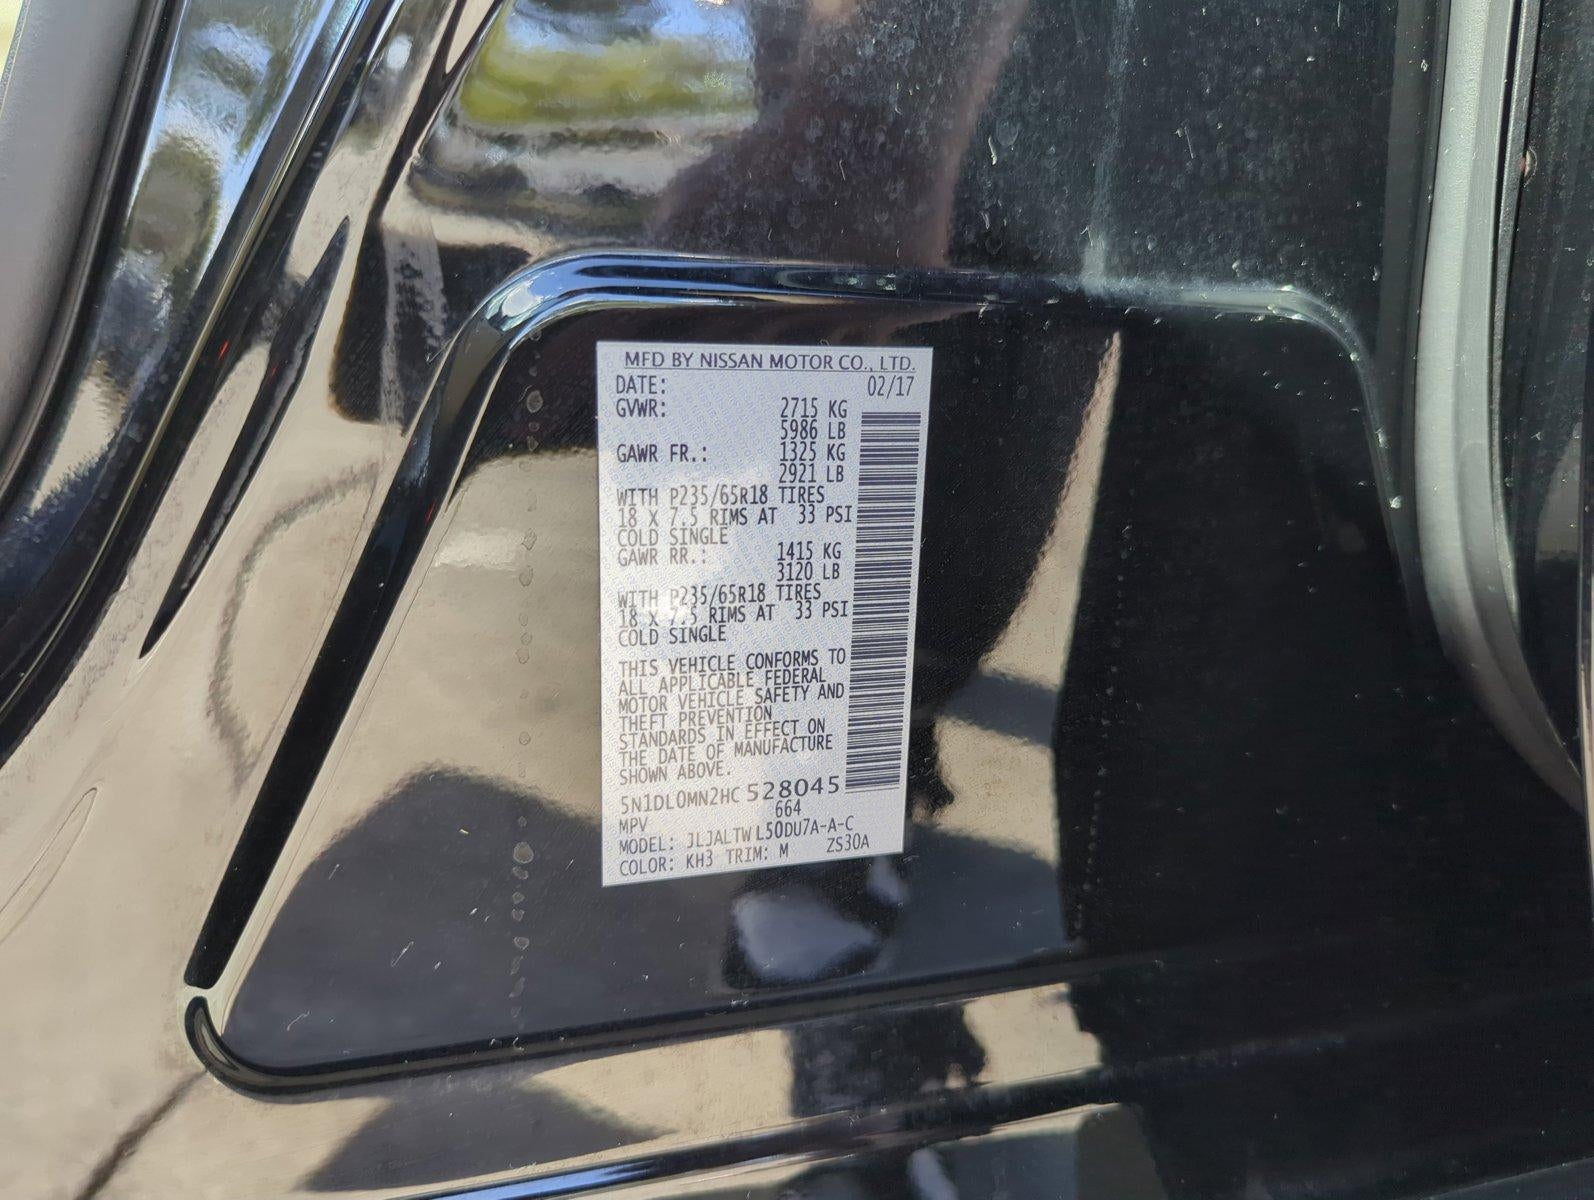 MFD BY NISSAN MOTOR CO., LTD.
DATE: 02/17
GVWR: 2715 KG
5986 LB
GAWR FR.: 1325 KG
2921 LB
WITH P235/65R18 TIRES
18 X 7.5 RIMS AT 33 PSI
COLD SINGLE
GAWR RR.: 1415 KG
3120 LB
WITH P235/65R18 TIRES
18 X 7.5 RIMS AT 33 PSI
COLD SINGLE
THIS VEHICLE CONFORMS TO
ALL APPLICABLE FEDERAL
MOTOR VEHICLE SAFETY AND
THEFT PREVENTION
STANDARDS IN EFFECT ON
THE DATE OF MANUFACTURE
SHOWN ABOVE.
5N1DL0MN2HC 528045
MPV 664
MODEL: JLJALTW L50DU7A-A-C
COLOR: KH3 TRIM: M ZS30A